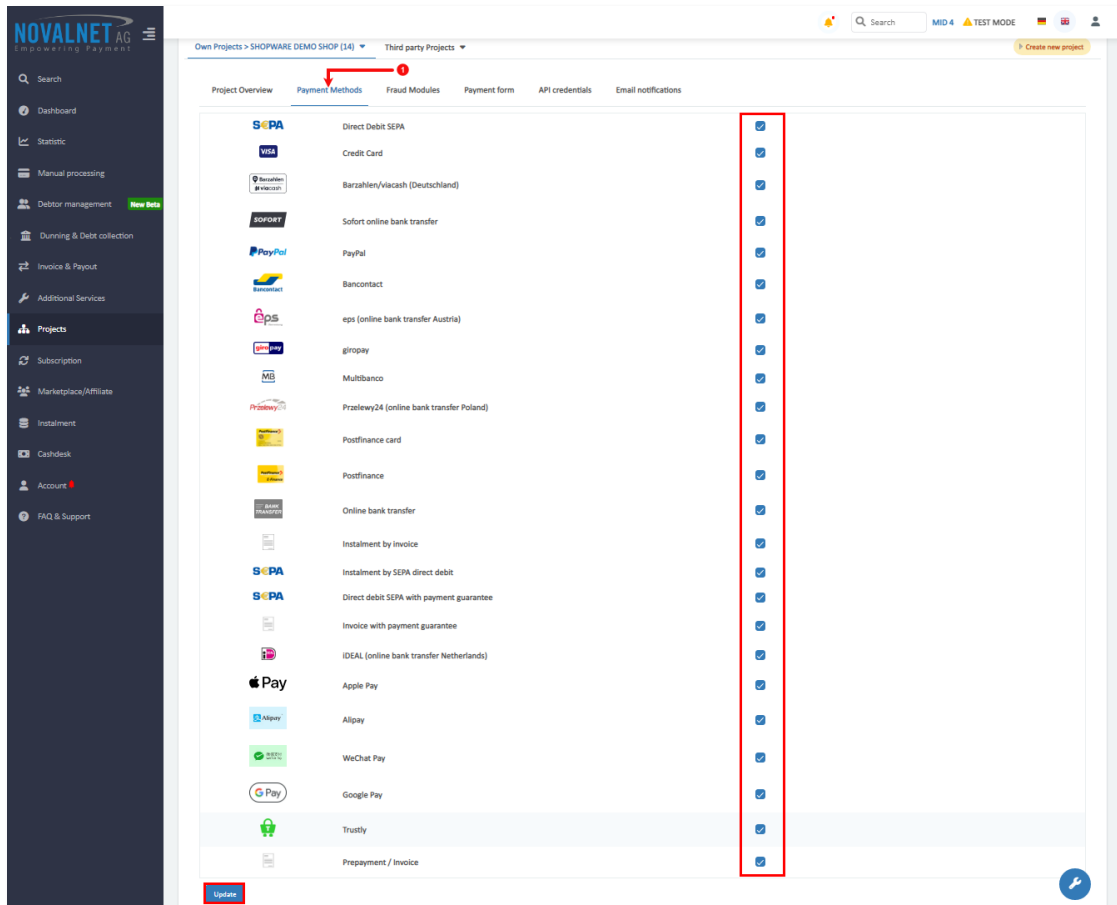 NOVALNET AG
Empowering Payment
Search
MID 4
TEST MODE
Own Projects > SHOPWARE DEMO SHOP (14)
Third party Projects
Create new project
1
Project Overview
Payment Methods
Fraud Modules
Payment form
API credentials
Email notifications
Search
Dashboard
Statistic
Manual processing
Debtor management
New Beta
Dunning & Debt collection
Invoice & Payout
Additional Services
Projects
Subscription
Marketplace/Affiliate
Instalment
Cashdesk
Account
FAQ & Support
S€PA Direct Debit SEPA
VISA Credit Card
Barzahlen
viacash
Barzahlen/viacash (Deutschland)
SOFORT Sofort online bank transfer
PayPal PayPal
Bancontact Bancontact
eps eps (online bank transfer Austria)
giropay giropay
MB Multibanco
Przelewy24 Przelewy24 (online bank transfer Poland)
Postfinance card
Postfinance
BANK
TRANSFER
Online bank transfer
Instalment by invoice
S€PA Instalment by SEPA direct debit
S€PA Direct debit SEPA with payment guarantee
Invoice with payment guarantee
iDEAL (online bank transfer Netherlands)
Pay Apple Pay
Alipay Alipay
WeChat Pay
G Pay Google Pay
T Trustly
Prepayment / Invoice
Update